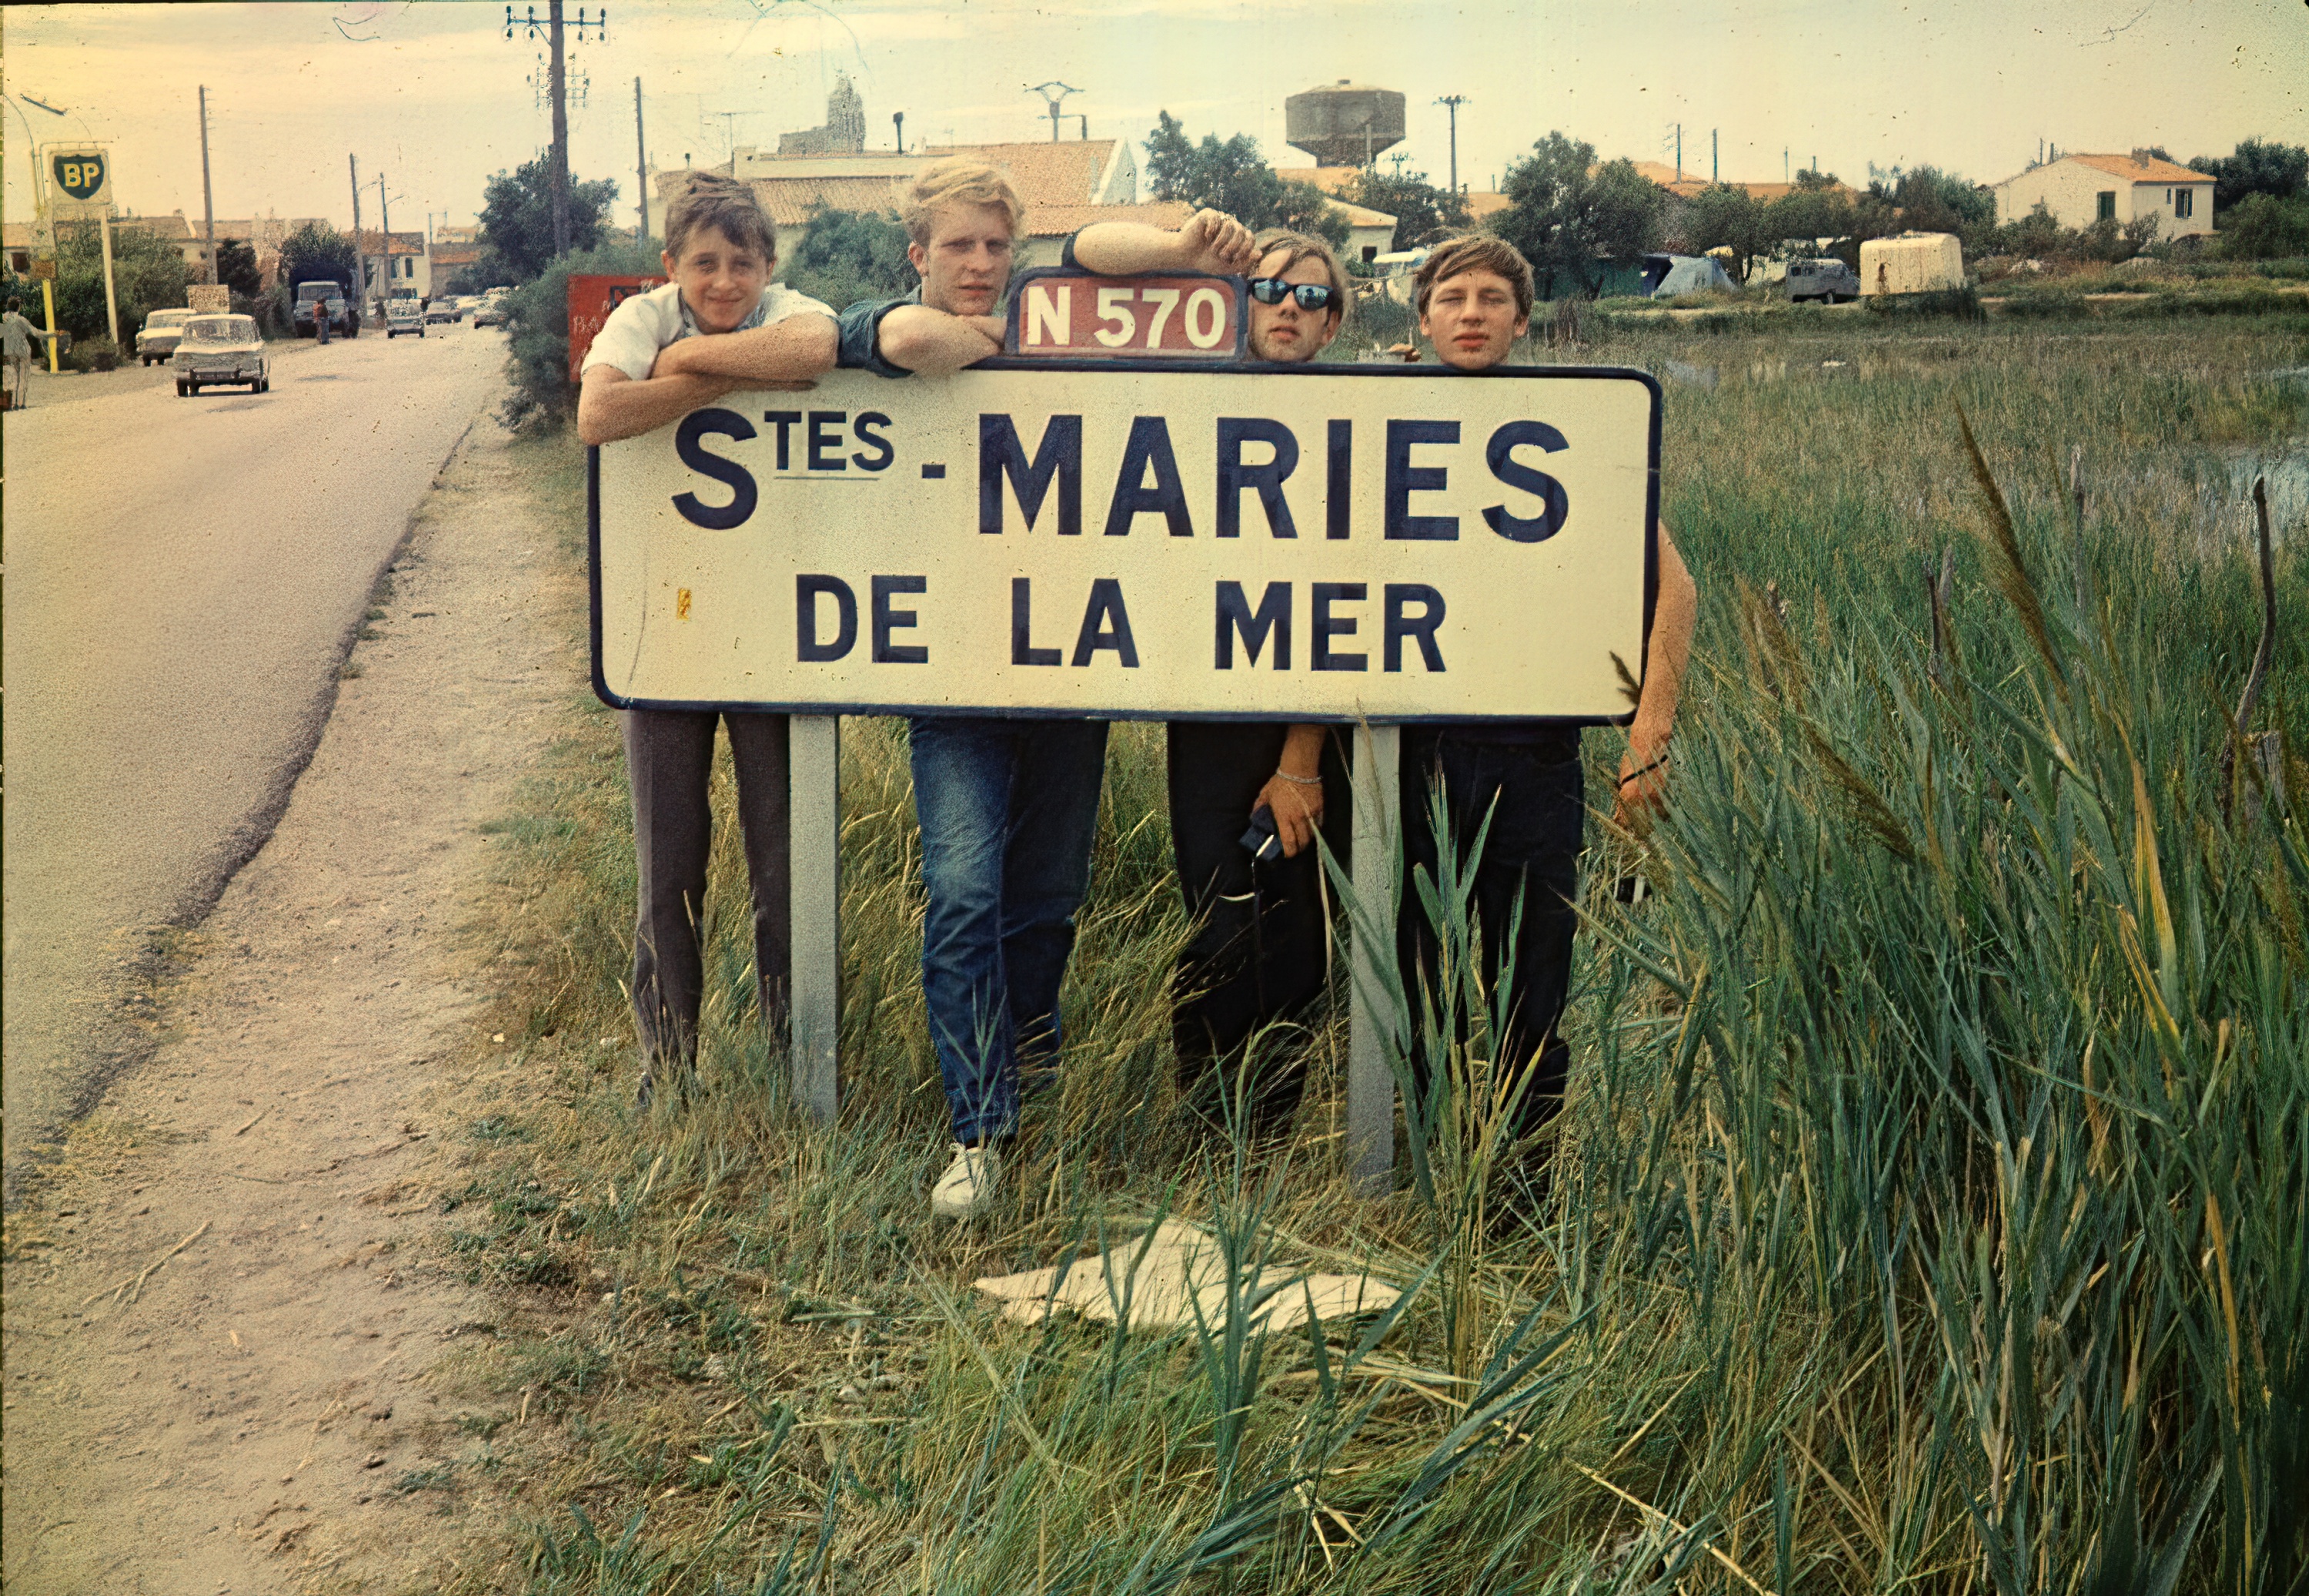 BP
N 570
STES - MARIES
DE LA MER